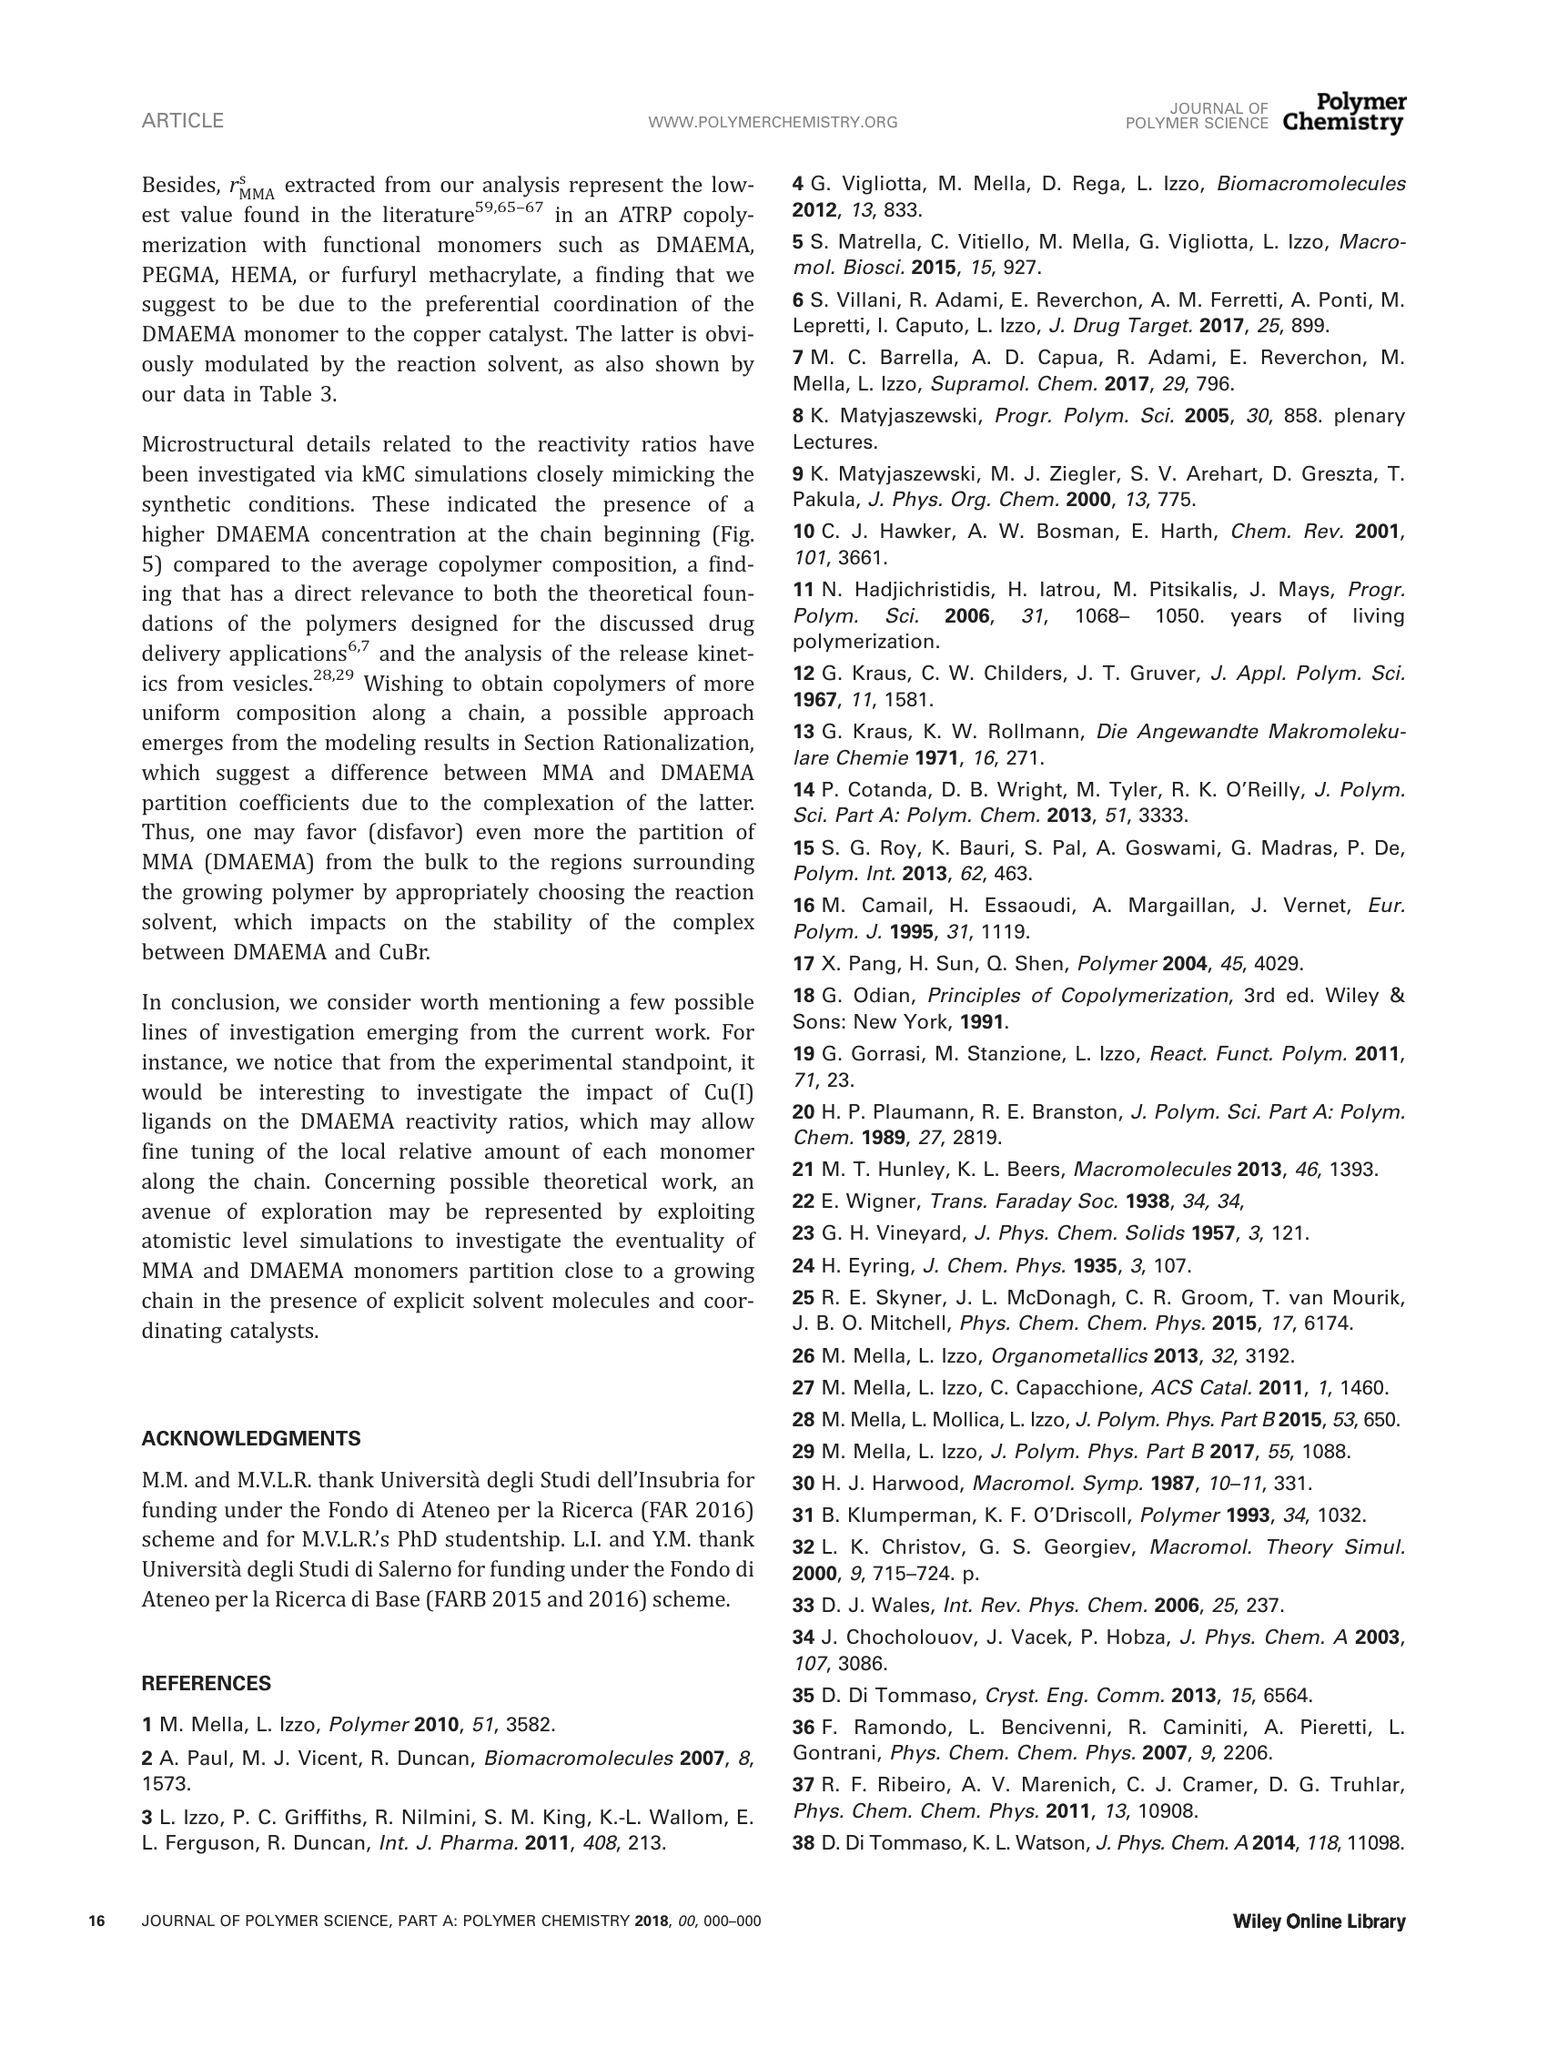 ARTICLE
WWW.POLYMERCHEMISTRY.ORG
JOURNAL OF
POLYMER SCIENCE
Polymer
Chemistry
Besides, r^s_MMA extracted from our analysis represent the low-
est value found in the literature59,65–67 in an ATRP copoly-
merization with functional monomers such as DMAEMA,
PEGMA, HEMA, or furfuryl methacrylate, a finding that we
suggest to be due to the preferential coordination of the
DMAEMA monomer to the copper catalyst. The latter is obvi-
ously modulated by the reaction solvent, as also shown by
our data in Table 3.
Microstructural details related to the reactivity ratios have
been investigated via kMC simulations closely mimicking the
synthetic conditions. These indicated the presence of a
higher DMAEMA concentration at the chain beginning (Fig.
5) compared to the average copolymer composition, a find-
ing that has a direct relevance to both the theoretical foun-
dations of the polymers designed for the discussed drug
delivery applications6,7 and the analysis of the release kinet-
ics from vesicles.28,29 Wishing to obtain copolymers of more
uniform composition along a chain, a possible approach
emerges from the modeling results in Section Rationalization,
which suggest a difference between MMA and DMAEMA
partition coefficients due to the complexation of the latter.
Thus, one may favor (disfavor) even more the partition of
MMA (DMAEMA) from the bulk to the regions surrounding
the growing polymer by appropriately choosing the reaction
solvent, which impacts on the stability of the complex
between DMAEMA and CuBr.
In conclusion, we consider worth mentioning a few possible
lines of investigation emerging from the current work. For
instance, we notice that from the experimental standpoint, it
would be interesting to investigate the impact of Cu(I)
ligands on the DMAEMA reactivity ratios, which may allow
fine tuning of the local relative amount of each monomer
along the chain. Concerning possible theoretical work, an
avenue of exploration may be represented by exploiting
atomistic level simulations to investigate the eventuality of
MMA and DMAEMA monomers partition close to a growing
chain in the presence of explicit solvent molecules and coor-
dinating catalysts.
ACKNOWLEDGMENTS
M.M. and M.V.L.R. thank Università degli Studi dell'Insubria for
funding under the Fondo di Ateneo per la Ricerca (FAR 2016)
scheme and for M.V.L.R.'s PhD studentship. L.I. and Y.M. thank
Università degli Studi di Salerno for funding under the Fondo di
Ateneo per la Ricerca di Base (FARB 2015 and 2016) scheme.
REFERENCES
1 M. Mella, L. Izzo, Polymer 2010, 51, 3582.
2 A. Paul, M. J. Vicent, R. Duncan, Biomacromolecules 2007, 8,
1573.
3 L. Izzo, P. C. Griffiths, R. Nilmini, S. M. King, K.-L. Wallom, E.
L. Ferguson, R. Duncan, Int. J. Pharma. 2011, 408, 213.
4 G. Vigliotta, M. Mella, D. Rega, L. Izzo, Biomacromolecules
2012, 13, 833.
5 S. Matrella, C. Vitiello, M. Mella, G. Vigliotta, L. Izzo, Macro-
mol. Biosci. 2015, 15, 927.
6 S. Villani, R. Adami, E. Reverchon, A. M. Ferretti, A. Ponti, M.
Lepretti, I. Caputo, L. Izzo, J. Drug Target. 2017, 25, 899.
7 M. C. Barrella, A. D. Capua, R. Adami, E. Reverchon, M.
Mella, L. Izzo, Supramol. Chem. 2017, 29, 796.
8 K. Matyjaszewski, Progr. Polym. Sci. 2005, 30, 858. plenary
Lectures.
9 K. Matyjaszewski, M. J. Ziegler, S. V. Arehart, D. Greszta, T.
Pakula, J. Phys. Org. Chem. 2000, 13, 775.
10 C. J. Hawker, A. W. Bosman, E. Harth, Chem. Rev. 2001,
101, 3661.
11 N. Hadjichristidis, H. Iatrou, M. Pitsikalis, J. Mays, Progr.
Polym. Sci. 2006, 31, 1068– 1050. years of living
polymerization.
12 G. Kraus, C. W. Childers, J. T. Gruver, J. Appl. Polym. Sci.
1967, 11, 1581.
13 G. Kraus, K. W. Rollmann, Die Angewandte Makromoleku-
lare Chemie 1971, 16, 271.
14 P. Cotanda, D. B. Wright, M. Tyler, R. K. O'Reilly, J. Polym.
Sci. Part A: Polym. Chem. 2013, 51, 3333.
15 S. G. Roy, K. Bauri, S. Pal, A. Goswami, G. Madras, P. De,
Polym. Int. 2013, 62, 463.
16 M. Camail, H. Essaoudi, A. Margaillan, J. Vernet, Eur.
Polym. J. 1995, 31, 1119.
17 X. Pang, H. Sun, Q. Shen, Polymer 2004, 45, 4029.
18 G. Odian, Principles of Copolymerization, 3rd ed. Wiley &
Sons: New York, 1991.
19 G. Gorrasi, M. Stanzione, L. Izzo, React. Funct. Polym. 2011,
71, 23.
20 H. P. Plaumann, R. E. Branston, J. Polym. Sci. Part A: Polym.
Chem. 1989, 27, 2819.
21 M. T. Hunley, K. L. Beers, Macromolecules 2013, 46, 1393.
22 E. Wigner, Trans. Faraday Soc. 1938, 34, 34,
23 G. H. Vineyard, J. Phys. Chem. Solids 1957, 3, 121.
24 H. Eyring, J. Chem. Phys. 1935, 3, 107.
25 R. E. Skyner, J. L. McDonagh, C. R. Groom, T. van Mourik,
J. B. O. Mitchell, Phys. Chem. Chem. Phys. 2015, 17, 6174.
26 M. Mella, L. Izzo, Organometallics 2013, 32, 3192.
27 M. Mella, L. Izzo, C. Capacchione, ACS Catal. 2011, 1, 1460.
28 M. Mella, L. Mollica, L. Izzo, J. Polym. Phys. Part B 2015, 53, 650.
29 M. Mella, L. Izzo, J. Polym. Phys. Part B 2017, 55, 1088.
30 H. J. Harwood, Macromol. Symp. 1987, 10–11, 331.
31 B. Klumperman, K. F. O'Driscoll, Polymer 1993, 34, 1032.
32 L. K. Christov, G. S. Georgiev, Macromol. Theory Simul.
2000, 9, 715–724. p.
33 D. J. Wales, Int. Rev. Phys. Chem. 2006, 25, 237.
34 J. Chocholouov, J. Vacek, P. Hobza, J. Phys. Chem. A 2003,
107, 3086.
35 D. Di Tommaso, Cryst. Eng. Comm. 2013, 15, 6564.
36 F. Ramondo, L. Bencivenni, R. Caminiti, A. Pieretti, L.
Gontrani, Phys. Chem. Chem. Phys. 2007, 9, 2206.
37 R. F. Ribeiro, A. V. Marenich, C. J. Cramer, D. G. Truhlar,
Phys. Chem. Chem. Phys. 2011, 13, 10908.
38 D. Di Tommaso, K. L. Watson, J. Phys. Chem. A 2014, 118, 11098.
16 JOURNAL OF POLYMER SCIENCE, PART A: POLYMER CHEMISTRY 2018, 00, 000–000
Wiley Online Library